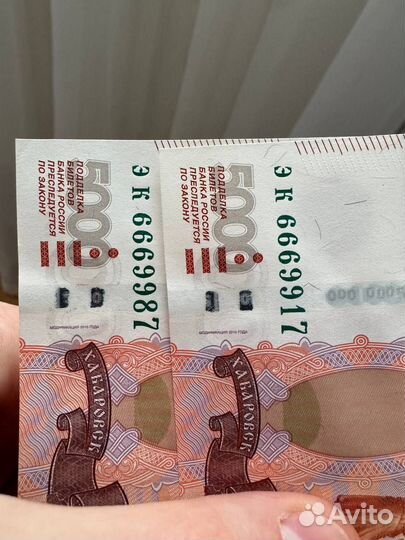 5000
ПОДДЕЛКА
БИЛЕТОВ
БАНКА РОССИИ
ПРЕСЛЕДУЕТСЯ
ПО ЗАКОНУ
эк 6669987
МОДИФИКАЦИЯ 2010 ГОДА
ХАБАРОВСК
5000
ПОДДЕЛКА
БИЛЕТОВ
БАНКА РОССИИ
ПРЕСЛЕДУЕТСЯ
ПО ЗАКОНУ
эк 6669917
МОДИФИКАЦИЯ 2010 ГОДА
ХАБАРОВСК
Avito